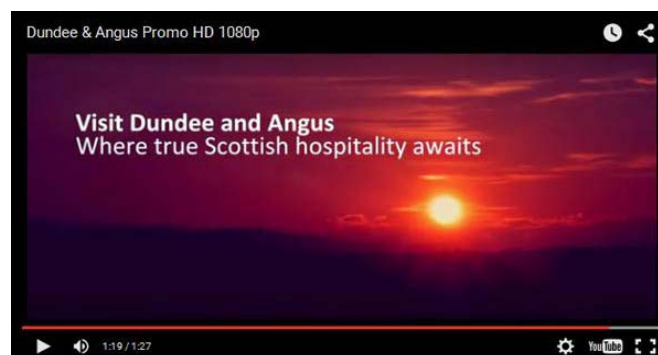 Dundee & Angus Promo HD 1080p
Visit Dundee and Angus
Where true Scottish hospitality awaits
1:19 / 1:27
YouTube